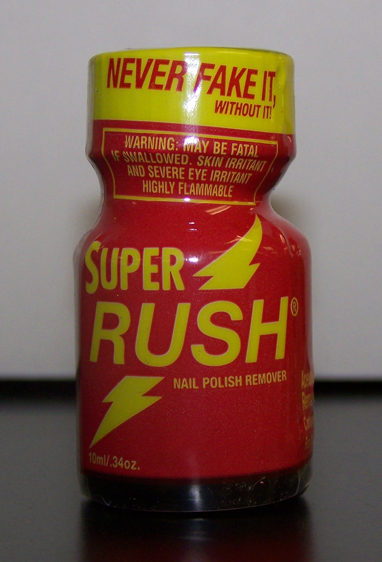 NEVER FAKE IT,
WITHOUT IT!
WARNING: MAY BE FATAL
IF SWALLOWED. SKIN IRRITANT
AND SEVERE EYE IRRITANT
HIGHLY FLAMMABLE
SUPER
RUSH®
NAIL POLISH REMOVER
10ml/.34oz.